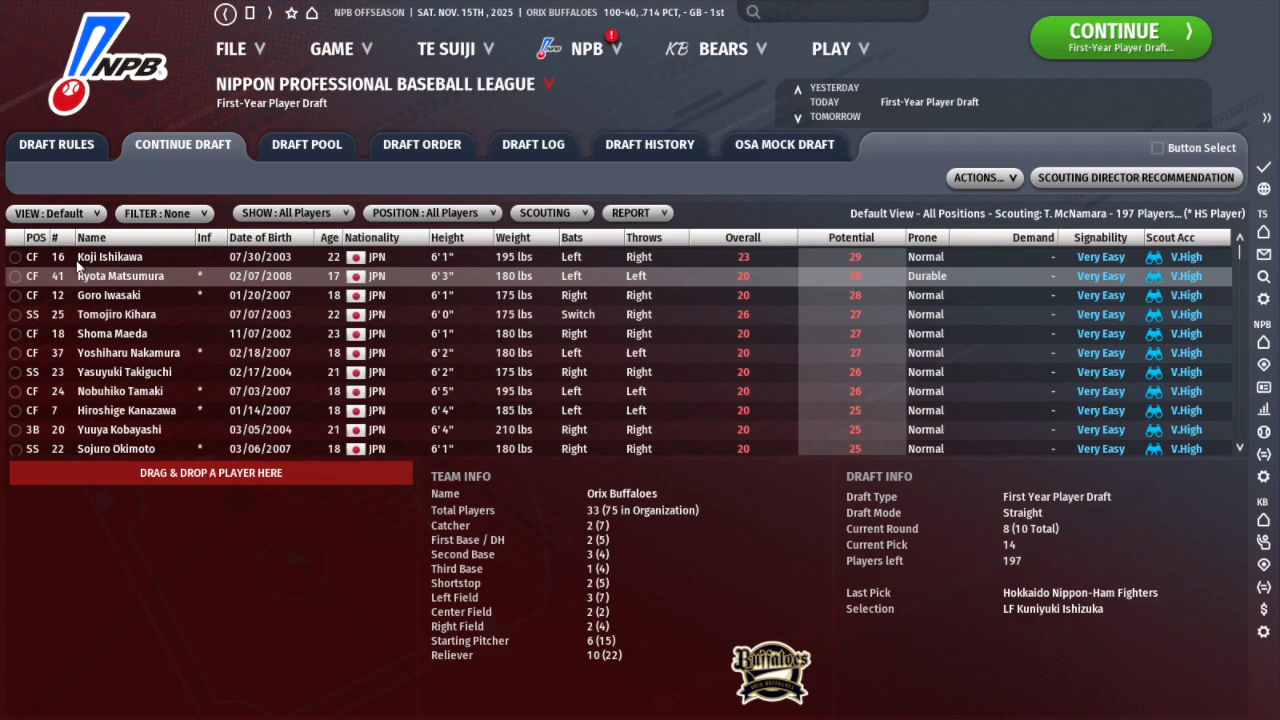 NPB OFFSEASON | SAT. NOV. 15TH , 2025 | ORIX BUFFALOES 100-40, .714 PCT, - GB - 1st
NPB
FILE GAME TE SUIJI NPB ! KB BEARS PLAY
CONTINUE
First-Year Player Draft...
NIPPON PROFESSIONAL BASEBALL LEAGUE
First-Year Player Draft
YESTERDAY
TODAY First-Year Player Draft
TOMORROW
DRAFT RULES CONTINUE DRAFT DRAFT POOL DRAFT ORDER DRAFT LOG DRAFT HISTORY OSA MOCK DRAFT Button Select
ACTIONS... SCOUTING DIRECTOR RECOMMENDATION
VIEW : Default FILTER : None SHOW : All Players POSITION : All Players SCOUTING REPORT Default View - All Positions - Scouting: T. McNamara - 197 Players... (* HS Player)
POS # Name Inf Date of Birth Age Nationality Height Weight Bats Throws Overall Potential Prone Demand Signability Scout Acc
CF 16 Koji Ishikawa 07/30/2003 22 JPN 6' 1" 195 lbs Left Right 23 29 Normal - Very Easy V.High
CF 41 Ryota Matsumura * 02/07/2008 17 JPN 6' 3" 180 lbs Left Left 20 Durable - Very Easy V.High
CF 12 Goro Iwasaki * 01/20/2007 18 JPN 6' 1" 175 lbs Right Right 20 28 Normal - Very Easy V.High
SS 25 Tomojiro Kihara 07/07/2003 22 JPN 6' 0" 175 lbs Switch Right 26 27 Normal - Very Easy V.High
CF 18 Shoma Maeda 11/07/2002 23 JPN 6' 1" 180 lbs Right Right 20 27 Normal - Very Easy V.High
CF 37 Yoshiharu Nakamura * 02/18/2007 18 JPN 6' 2" 180 lbs Left Left 20 27 Normal - Very Easy V.High
SS 23 Yasuyuki Takiguchi 02/17/2004 21 JPN 6' 2" 175 lbs Right Right 20 26 Normal - Very Easy V.High
CF 24 Nobuhiko Tamaki * 07/03/2007 18 JPN 6' 5" 195 lbs Left Left 20 26 Normal - Very Easy V.High
CF 7 Hiroshige Kanazawa * 01/14/2007 18 JPN 6' 4" 185 lbs Left Right 20 25 Normal - Very Easy V.High
3B 20 Yuuya Kobayashi 03/05/2004 21 JPN 6' 4" 210 lbs Right Right 20 25 Normal - Very Easy V.High
SS 22 Sojuro Okimoto * 03/06/2007 18 JPN 6' 1" 180 lbs Right Right 20 25 Normal - Very Easy V.High
DRAG & DROP A PLAYER HERE
TEAM INFO
Name Orix Buffaloes
Total Players 33 (75 in Organization)
Catcher 2 (7)
First Base / DH 2 (5)
Second Base 3 (4)
Third Base 1 (4)
Shortstop 2 (5)
Left Field 3 (7)
Center Field 2 (2)
Right Field 2 (4)
Starting Pitcher 6 (15)
Reliever 10 (22)
Buffaloes
DRAFT INFO
Draft Type First Year Player Draft
Draft Mode Straight
Current Round 8 (10 Total)
Current Pick 14
Players left 197
Last Pick Hokkaido Nippon-Ham Fighters
Selection LF Kuniyuki Ishizuka
TS
NPB
KB